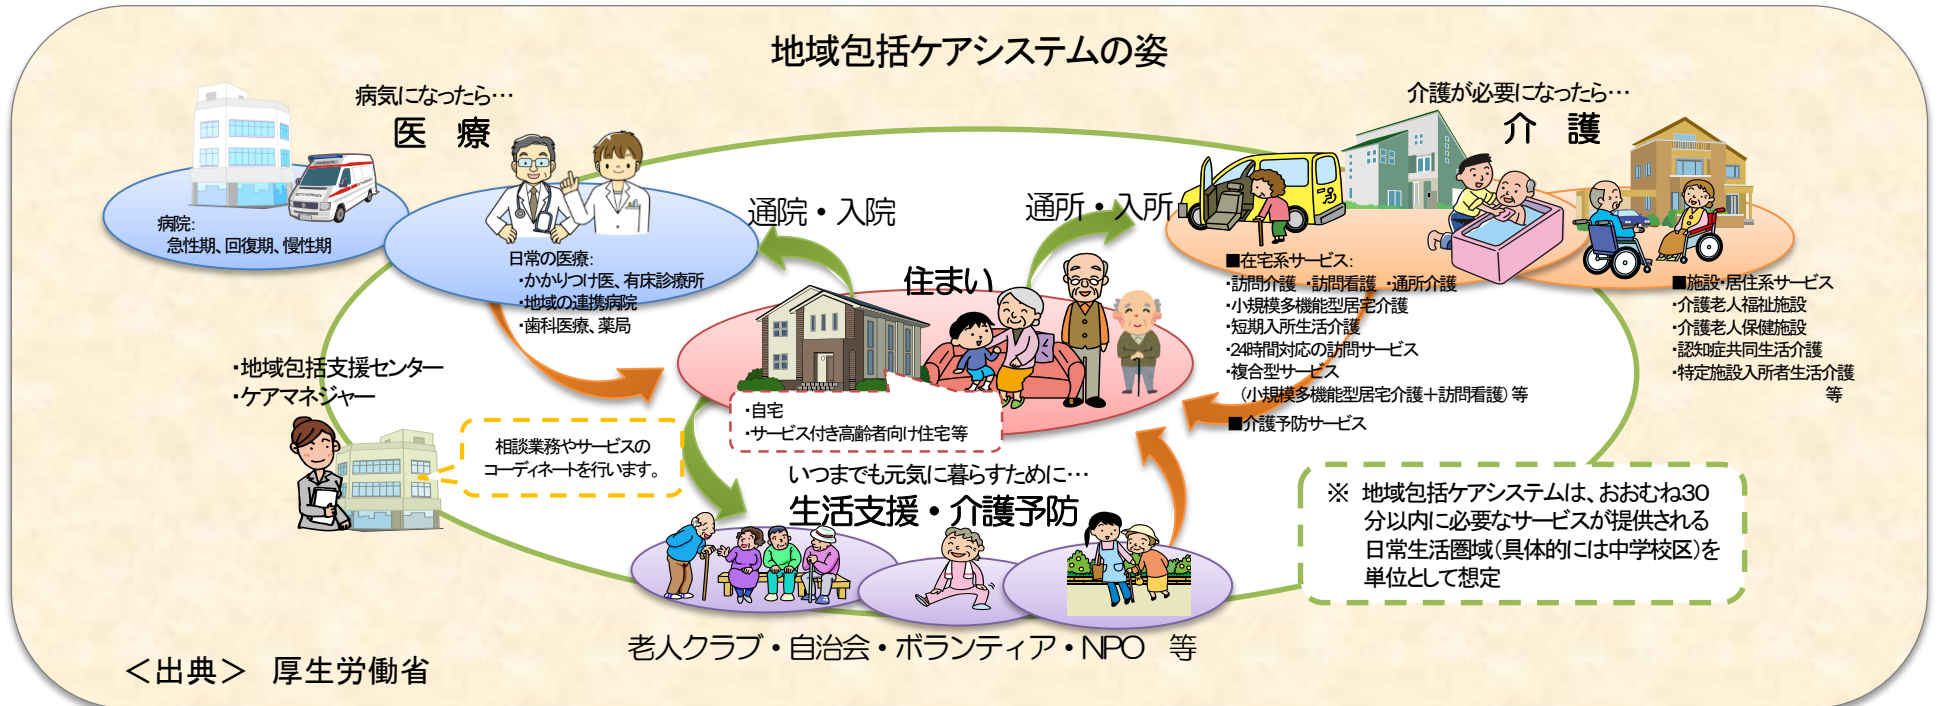 地域包括ケアシステムの姿
病気になったら…
医 療
病院:
急性期、回復期、慢性期
日常の医療:
・かかりつけ医、有床診療所
・地域の連携病院
・歯科医療、薬局
通院・入院
通所・入所
介護が必要になったら…
介 護
■在宅系サービス:
・訪問介護 ・訪問看護 ・通所介護
・小規模多機能型居宅介護
・短期入所生活介護
・24時間対応の訪問サービス
・複合型サービス
(小規模多機能型居宅介護+訪問看護) 等
■介護予防サービス
■施設・居住系サービス
・介護老人福祉施設
・介護老人保健施設
・認知症共同生活介護
・特定施設入所者生活介護
等
住まい
・自宅
・サービス付き高齢者向け住宅等
・地域包括支援センター
・ケアマネジャー
相談業務やサービスの
コーディネートを行います。
いつまでも元気に暮らすために…
生活支援・介護予防
老人クラブ・自治会・ボランティア・NPO 等
※ 地域包括ケアシステムは、おおむね30
分以内に必要なサービスが提供される
日常生活圏域(具体的には中学校区)を
単位として想定
<出典> 厚生労働省